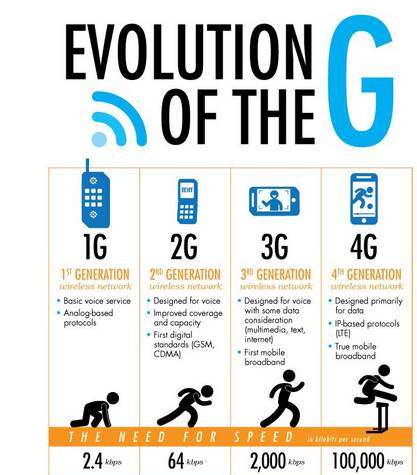 EVOLUTION
OF THE
G
TEXT
1G
1ST GENERATION
wireless network
• Basic voice service
• Analog-based
protocols
2G
2ND GENERATION
wireless network
• Designed for voice
• Improved coverage
and capacity
• First digital
standards (GSM,
CDMA)
3G
3RD GENERATION
wireless network
• Designed for voice
with some data
consideration
(multimedia, text,
internet)
• First mobile
broadband
4G
4TH GENERATION
wireless network
• Designed primarily
for data
• IP-based protocols
(LTE)
• True mobile
broadband
THE NEED FOR SPEED in kilobits per second
2.4 kbps
64 kbps
2,000 kbps
100,000 kbps